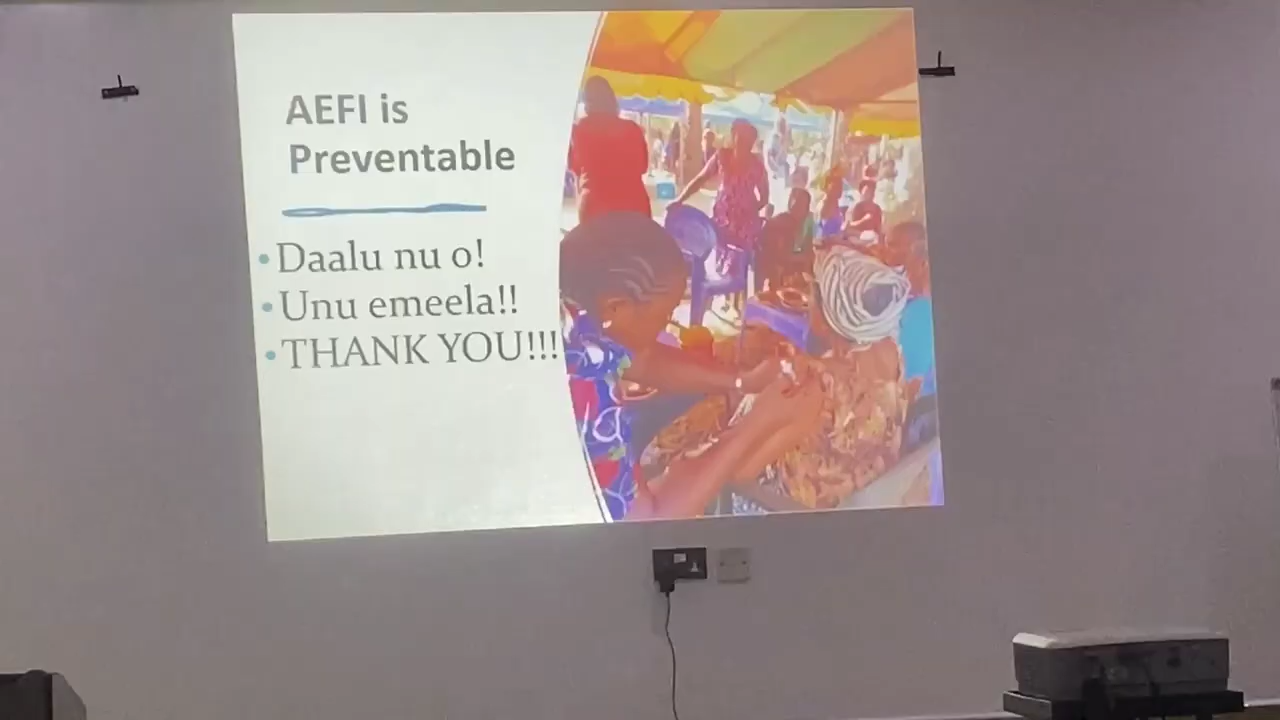 AEFI is
Preventable
• Daalu nu o!
• Unu emeela!!
• THANK YOU!!!